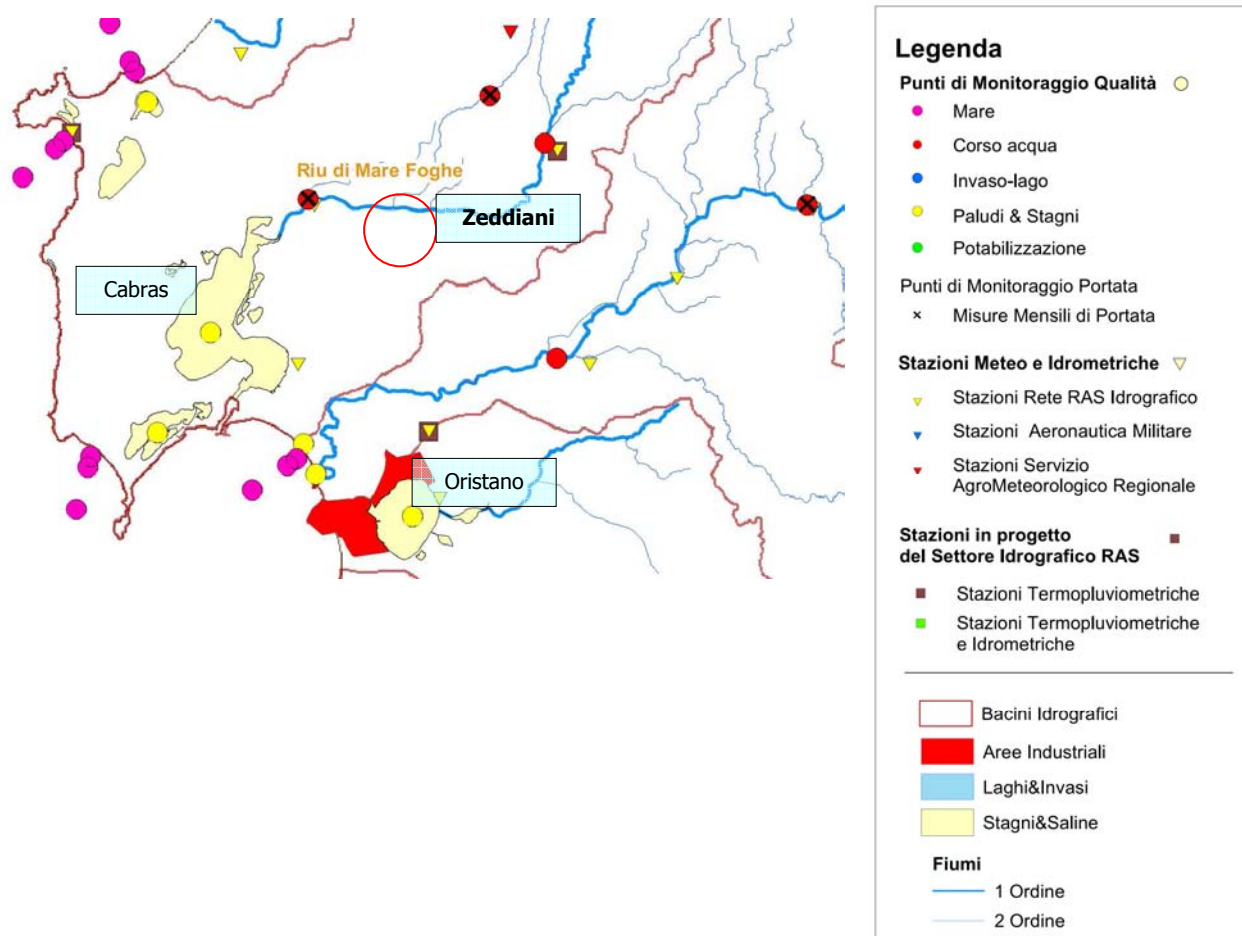 Riu di Mare Foghe
Zeddiani
Cabras
Oristano
Legenda
Punti di Monitoraggio Qualità
Mare
Corso acqua
Invaso-lago
Paludi & Stagni
Potabilizzazione
Punti di Monitoraggio Portata
Misure Mensili di Portata
Stazioni Meteo e Idrometriche
Stazioni Rete RAS Idrografico
Stazioni Aeronautica Militare
Stazioni Servizio
AgroMeteorologico Regionale
Stazioni in progetto
del Settore Idrografico RAS
Stazioni Termopluviometriche
Stazioni Termopluviometriche
e Idrometriche
Bacini Idrografici
Aree Industriali
Laghi&Invasi
Stagni&Saline
Fiumi
1 Ordine
2 Ordine